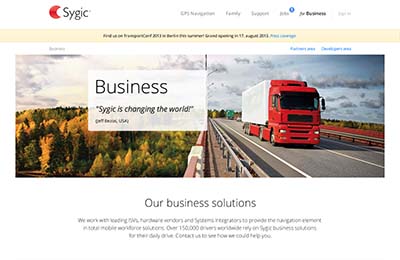 Sygic
GPS Navigation Family Support Jobs for Business Sign in
Find us on TransportConf 2013 in Berlin this summer! Grand opening in 17, august 2013. Press coverage
Business Partners area Developers area
Business
"Sygic is changing the world!"
(Jeff Bezos, USA)
Our business solutions
We work with leading ISVs, hardware vendors and Systems Integrators to provide the navigation element
in total mobile workforce solutions. Over 150,000 drivers worldwide rely on Sygic business solutions
for their daily drive. Contact us to see how we could help you.